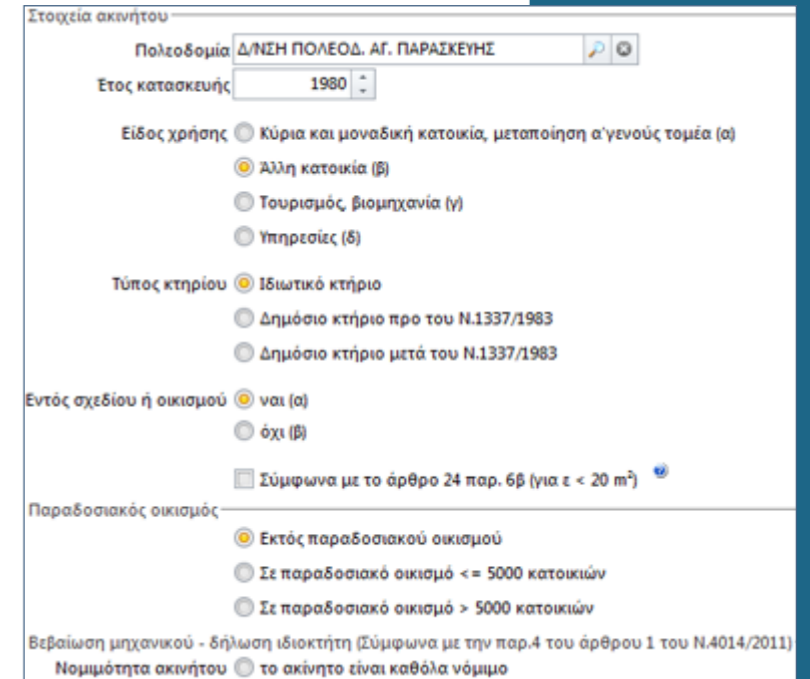 Στοιχεία ακινήτου
Πολεοδομία Δ/ΝΣΗ ΠΟΛΕΟΔ. ΑΓ. ΠΑΡΑΣΚΕΥΗΣ
Έτος κατασκευής 1980
Είδος χρήσης Κύρια και μοναδική κατοικία, μεταποίηση α'γενούς τομέα (α)
Άλλη κατοικία (β)
Τουρισμός, βιομηχανία (γ)
Υπηρεσίες (δ)
Τύπος κτηρίου Ιδιωτικό κτήριο
Δημόσιο κτήριο προ του Ν.1337/1983
Δημόσιο κτήριο μετά του Ν.1337/1983
Εντός σχεδίου ή οικισμού ναι (α)
όχι (β)
Σύμφωνα με το άρθρο 24 παρ. 6β (για ε < 20 m²)
Παραδοσιακός οικισμός
Εκτός παραδοσιακού οικισμού
Σε παραδοσιακό οικισμό <= 5000 κατοικιών
Σε παραδοσιακό οικισμό > 5000 κατοικιών
Βεβαίωση μηχανικού - δήλωση ιδιοκτήτη (Σύμφωνα με την παρ.4 του άρθρου 1 του Ν.4014/2011)
Νομιμότητα ακινήτου το ακίνητο είναι καθόλα νόμιμο